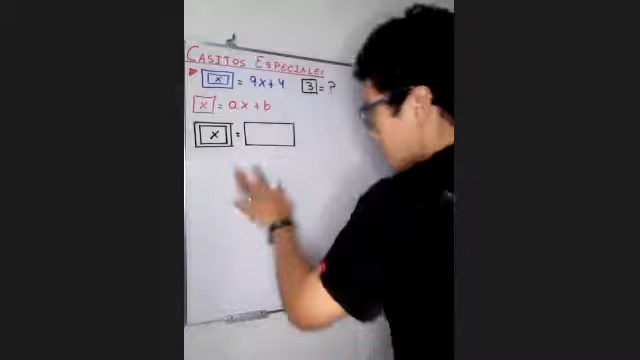 CASITOS ESPECIALES
x = 9x+4 3 = ?
x = ax+b
x =